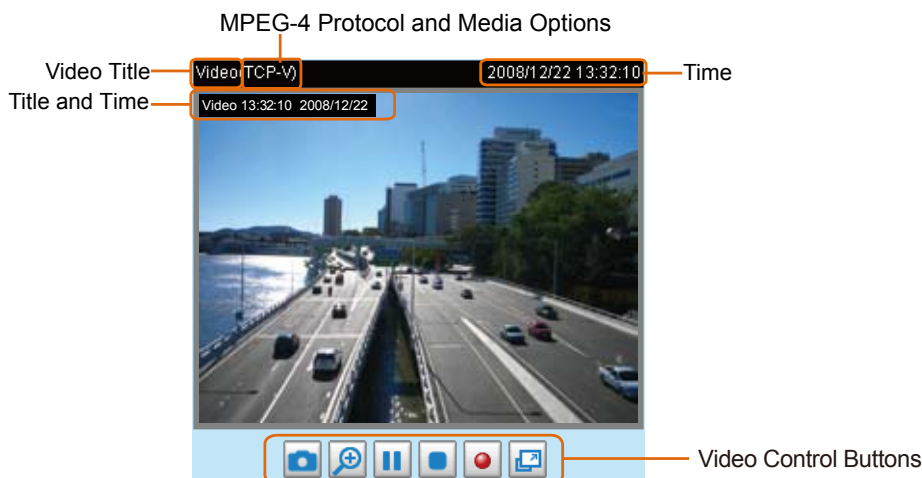 MPEG-4 Protocol and Media Options
Video Title
Video(TCP-V)
2008/12/22 13:32:10
Time
Title and Time
Video 13:32:10 2008/12/22
Video Control Buttons